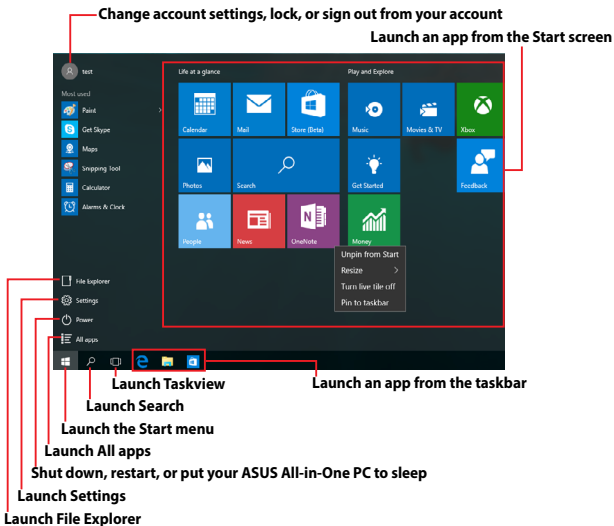 Change account settings, lock, or sign out from your account
Launch an app from the Start screen
test
Life at a glance
Play and Explore
Most used
Paint
Get Skype
Maps
Snipping Tool
Calculator
Alarms & Clock
Calendar
Mail
Store (Beta)
Music
Movies & TV
Xbox
Photos
Search
Get Started
Feedback
People
News
OneNote
Money
Unpin from Start
Resize
Turn live tile off
Pin to taskbar
File Explorer
Settings
Power
All apps
Launch Taskview
Launch an app from the taskbar
Launch Search
Launch the Start menu
Launch All apps
Shut down, restart, or put your ASUS All-in-One PC to sleep
Launch Settings
Launch File Explorer